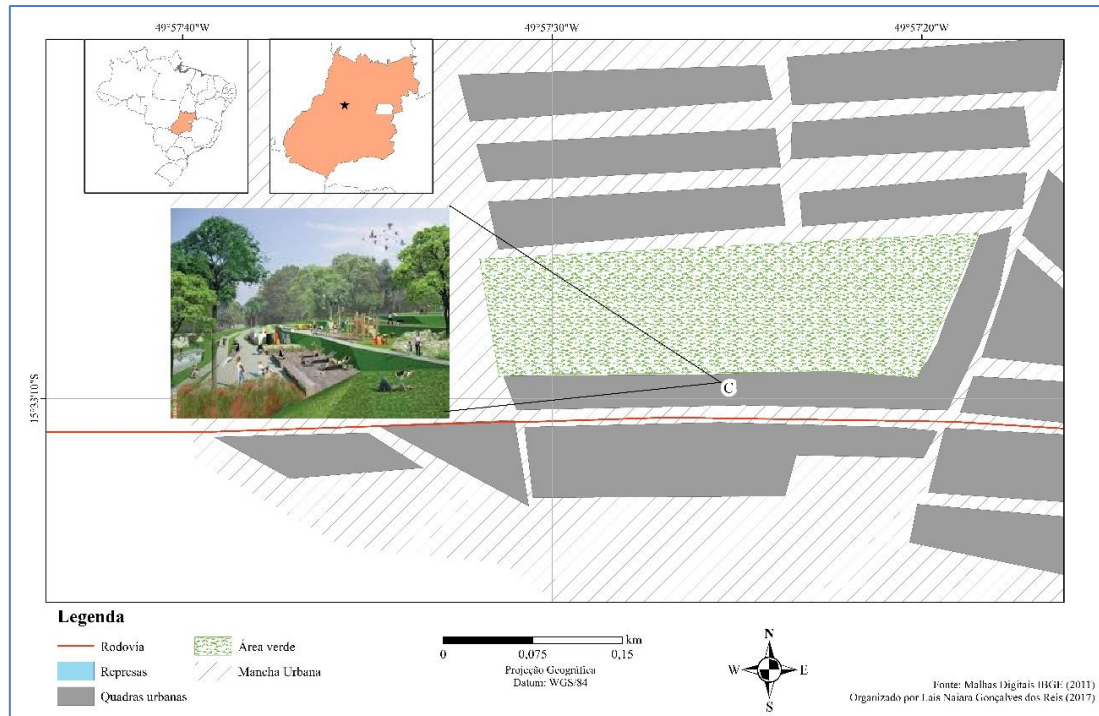 49°57'40"W
49°57'30"W
49°57'20"W
15°33'10"S
C
Legenda
Rodovia
Represas
Quadras urbanas
Área verde
Mancha Urbana
km
0
0,075
0,15
Projeção Geográfica
Datum: WGS/84
N
W
E
S
Fonte: Malhas Digitais IBGE (2011)
Organizado por Lais Naiara Gonçalves dos Reis (2017)